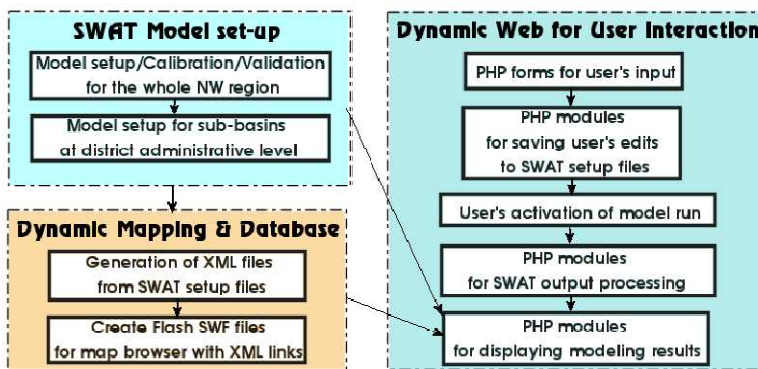 SWAT Model set-up
Model setup/Calibration/Validation
for the whole NW region
Model setup for sub-basins
at district administrative level
Dynamic Mapping & Database
Generation of XML files
from SWAT setup files
Create Flash SWF files
for map browser with XML links
Dynamic Web for User Interaction
PHP forms for user's input
PHP modules
for saving user's edits
to SWAT setup files
User's activation of model run
PHP modules
for SWAT output processing
PHP modules
for displaying modeling results